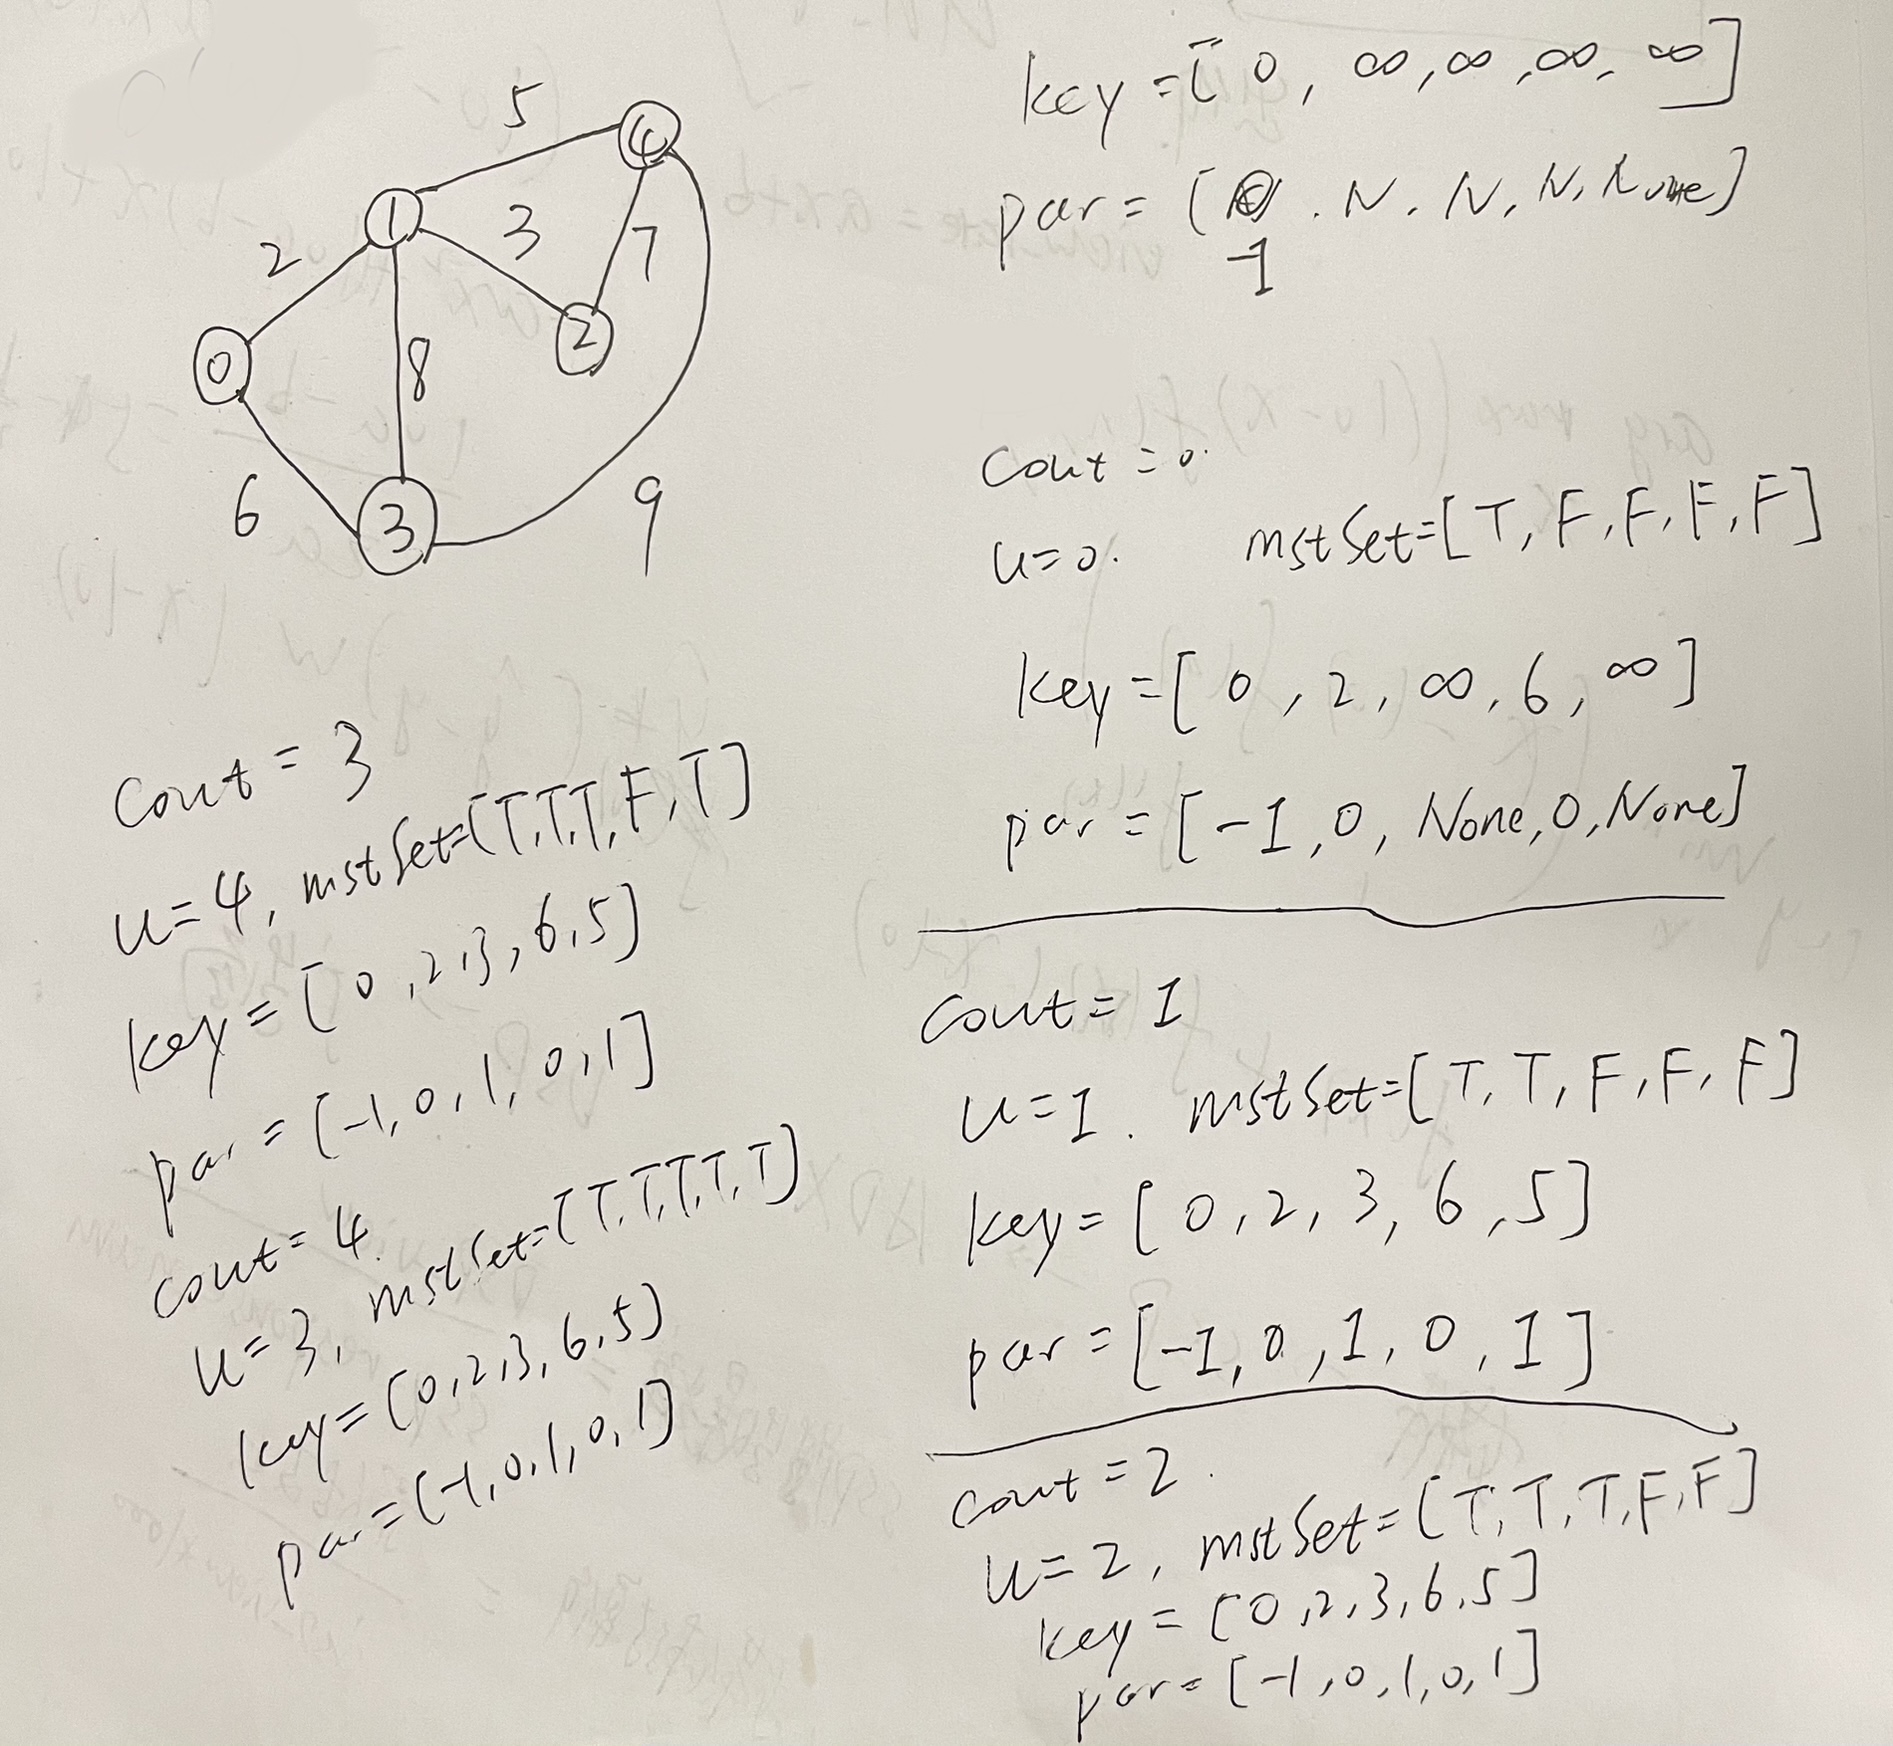 5
4
1
3
2
7
2
0
8
6
3
9
key = [0, ∞, ∞, ∞, ∞]
par = [ . N. N, N, None]
-1
cout = 0.
u=0. mstSet=[T, F, F, F, F]
key = [0, 2, ∞, 6, ∞]
par = [-1, 0, None, 0, None]
cout = 1
u=1. mstSet=[T, T, F, F, F]
key = [0, 2, 3, 6, 5]
par = [-1, 0, 1, 0, 1]
cout = 2.
u=2, mstSet=[T, T, T, F, F]
key = [0, 2, 3, 6, 5]
par = [-1, 0, 1, 0, 1]
cout = 3
u=4, mstSet=[T, T, T, F, T]
key = [0, 2, 3, 6, 5]
par = [-1, 0, 1, 0, 1]
cout = 4.
u=3, mstSet=[T, T, T, T, T]
key = [0, 2, 3, 6, 5]
par = [-1, 0, 1, 0, 1]